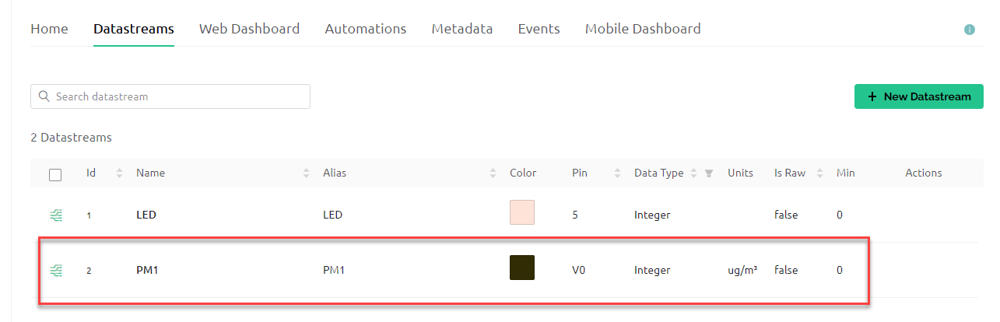 Home Datastreams Web Dashboard Automations Metadata Events Mobile Dashboard
Search datastream
+ New Datastream
2 Datastreams
Id Name Alias Color Pin Data Type Units Is Raw Min Actions
1 LED LED 5 Integer false 0
2 PM1 PM1 V0 Integer ug/m³ false 0